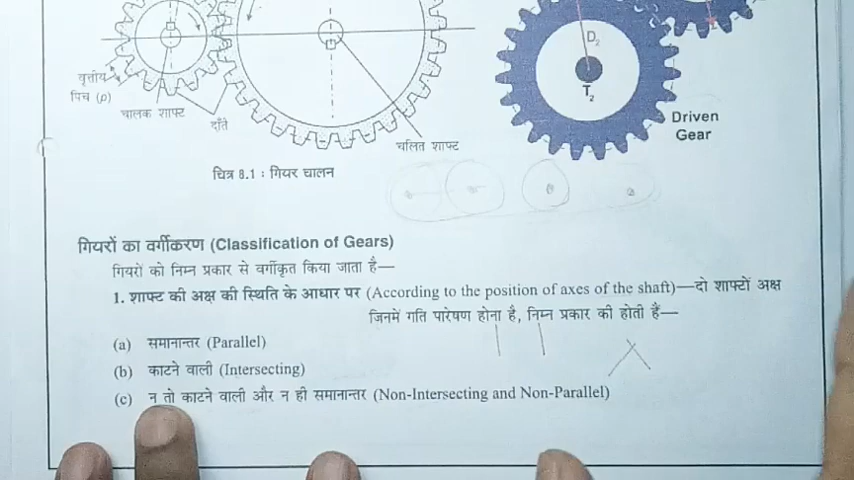 D₂
T₂
वृत्तीय
पिच (p)
चालक शाफ्ट
दाँते
चलित शाफ्ट
Driven
Gear
चित्र 8.1 : गियर चालन
गियरों का वर्गीकरण (Classification of Gears)
गियरों को निम्न प्रकार से वर्गीकृत किया जाता है—
1. शाफ्ट की अक्ष की स्थिति के आधार पर (According to the position of axes of the shaft)—दो शाफ्टों अक्ष
जिनमें गति पारेषण होना है, निम्न प्रकार की होती हैं—
(a) समानान्तर (Parallel)
(b) काटने वाली (Intersecting)
(c) न तो काटने वाली और न ही समानान्तर (Non-Intersecting and Non-Parallel)